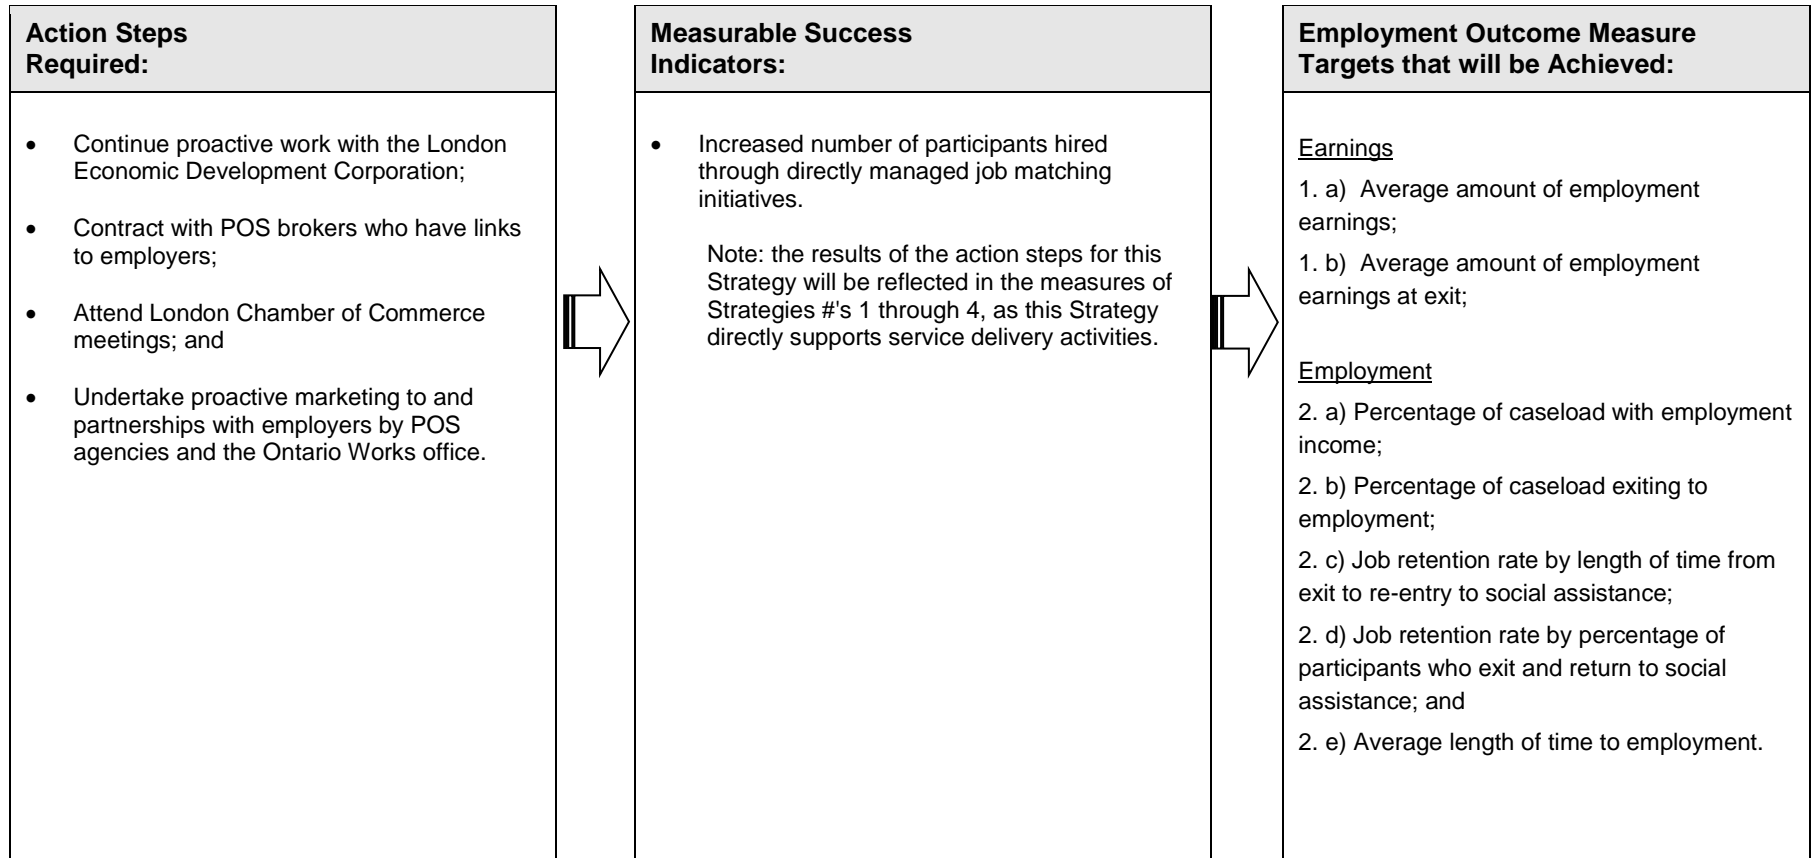 Action Steps
Required:
• Continue proactive work with the London
Economic Development Corporation;
• Contract with POS brokers who have links
to employers;
• Attend London Chamber of Commerce
meetings; and
• Undertake proactive marketing to and
partnerships with employers by POS
agencies and the Ontario Works office.
Measurable Success
Indicators:
• Increased number of participants hired
through directly managed job matching
initiatives.
Note: the results of the action steps for this
Strategy will be reflected in the measures of
Strategies #'s 1 through 4, as this Strategy
directly supports service delivery activities.
Employment Outcome Measure
Targets that will be Achieved:
Earnings
1. a) Average amount of employment
earnings;
1. b) Average amount of employment
earnings at exit;
Employment
2. a) Percentage of caseload with employment
income;
2. b) Percentage of caseload exiting to
employment;
2. c) Job retention rate by length of time from
exit to re-entry to social assistance;
2. d) Job retention rate by percentage of
participants who exit and return to social
assistance; and
2. e) Average length of time to employment.